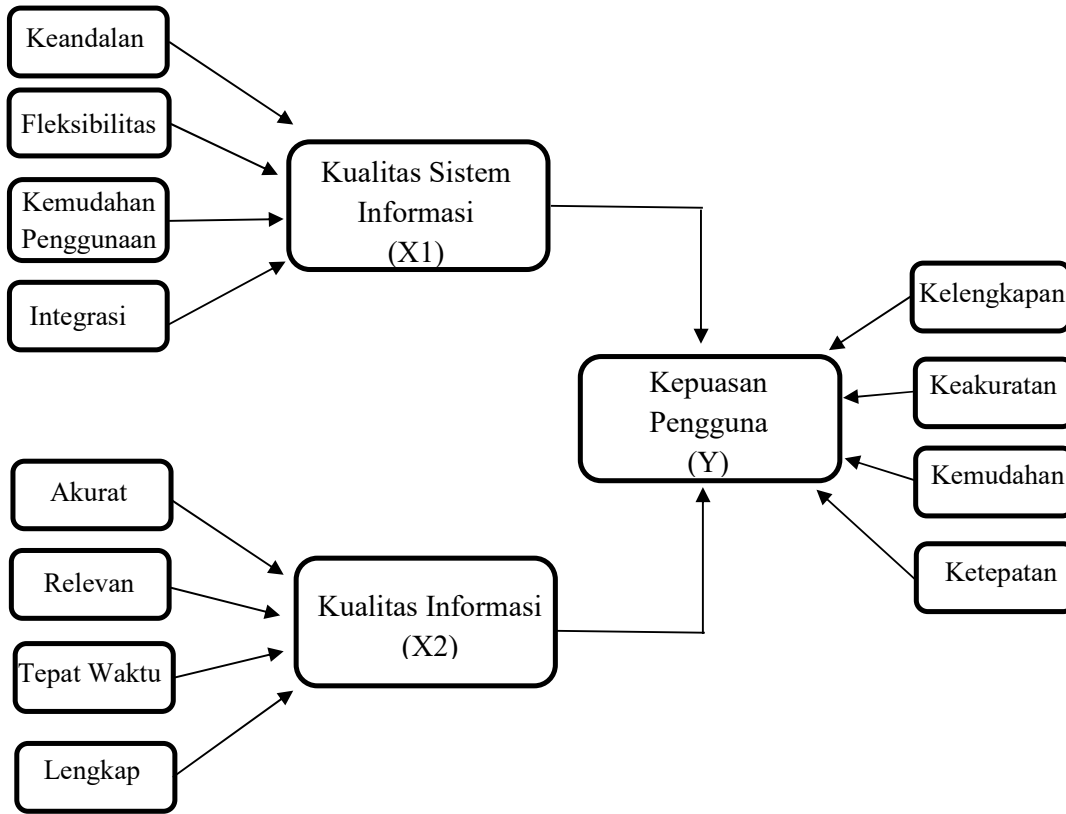 Keandalan
Fleksibilitas
Kemudahan
Penggunaan
Integrasi
Kualitas Sistem
Informasi
(X1)
Akurat
Relevan
Tepat Waktu
Lengkap
Kualitas Informasi
(X2)
Kepuasan
Pengguna
(Y)
Kelengkapan
Keakuratan
Kemudahan
Ketepatan